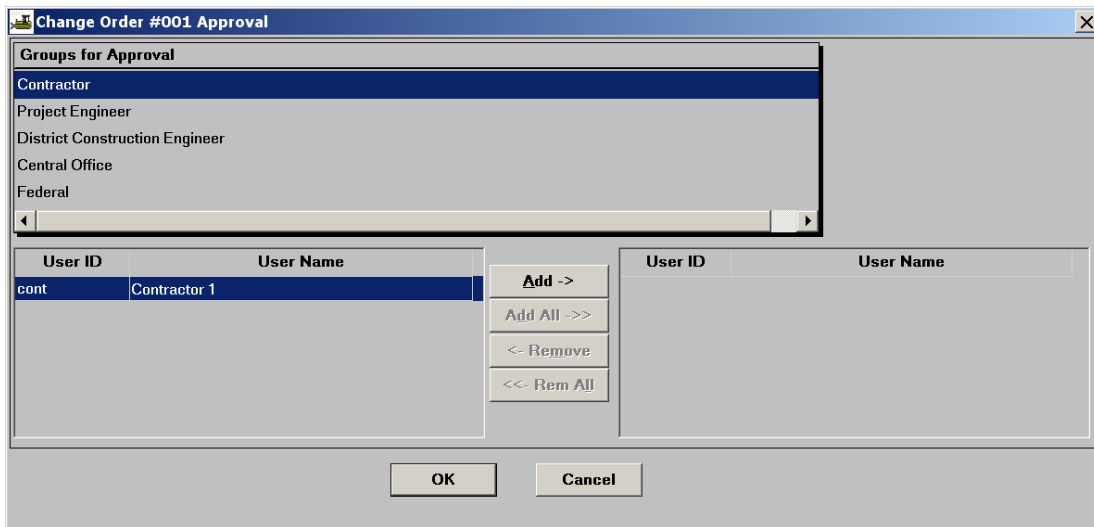 Change Order #001 Approval
Groups for Approval
Contractor
Project Engineer
District Construction Engineer
Central Office
Federal
User ID User Name User ID User Name
cont Contractor 1
Add ->
Add All ->>
<- Remove
<<- Rem All
OK Cancel